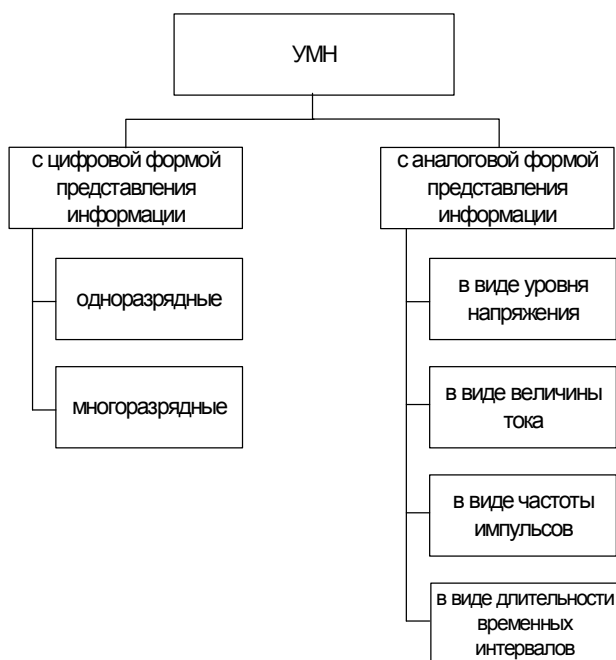 УМН
с цифровой формой
представления
информации
одноразрядные
многоразрядные
с аналоговой формой
представления
информации
в виде уровня
напряжения
в виде величины
тока
в виде частоты
импульсов
в виде длительности
временных
интервалов